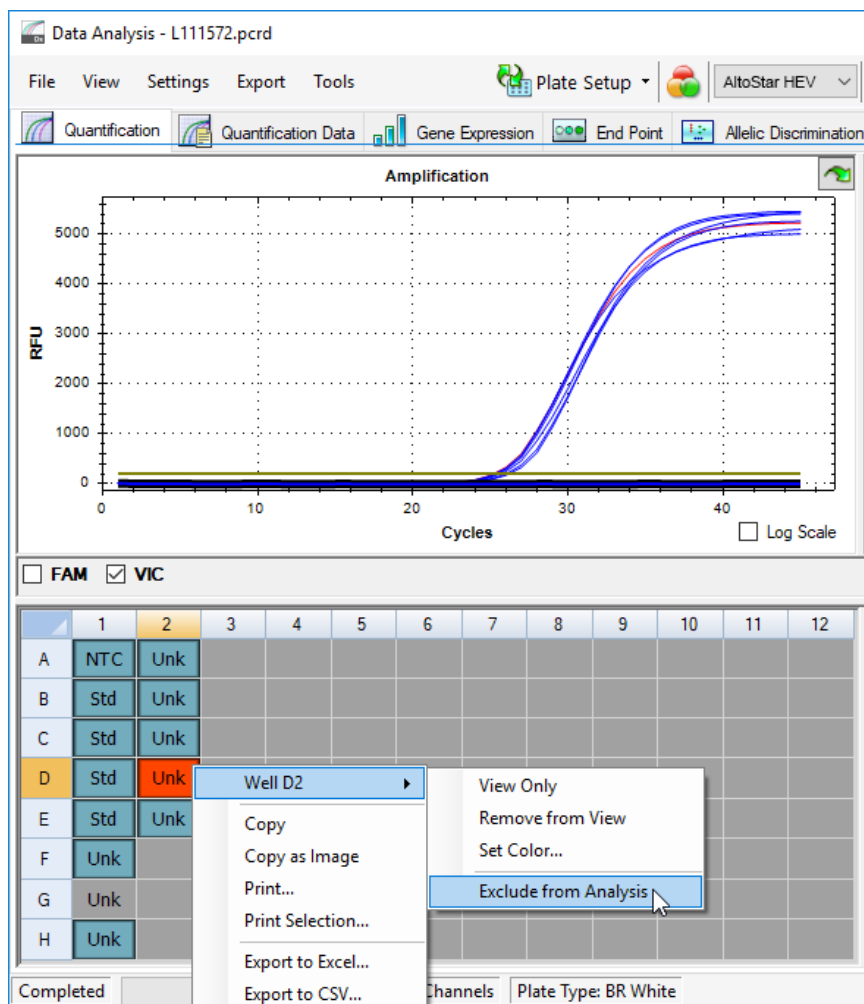 Data Analysis - L111572.pcrd
File View Settings Export Tools Plate Setup AltoStar HEV
Quantification Quantification Data Gene Expression End Point Allelic Discrimination
Amplification
5000
4000
3000
2000
1000
0
RFU
0 10 20 30 40
Cycles
Log Scale
FAM VIC
1 2 3 4 5 6 7 8 9 10 11 12
A NTC Unk
B Std Unk
C Std Unk
D Std Unk
E Std Unk
F Unk
G Unk
H Unk
Well D2
Copy
Copy as Image
Print...
Print Selection...
Export to Excel...
Export to CSV...
View Only
Remove from View
Set Color...
Exclude from Analysis
Completed Channels Plate Type: BR White